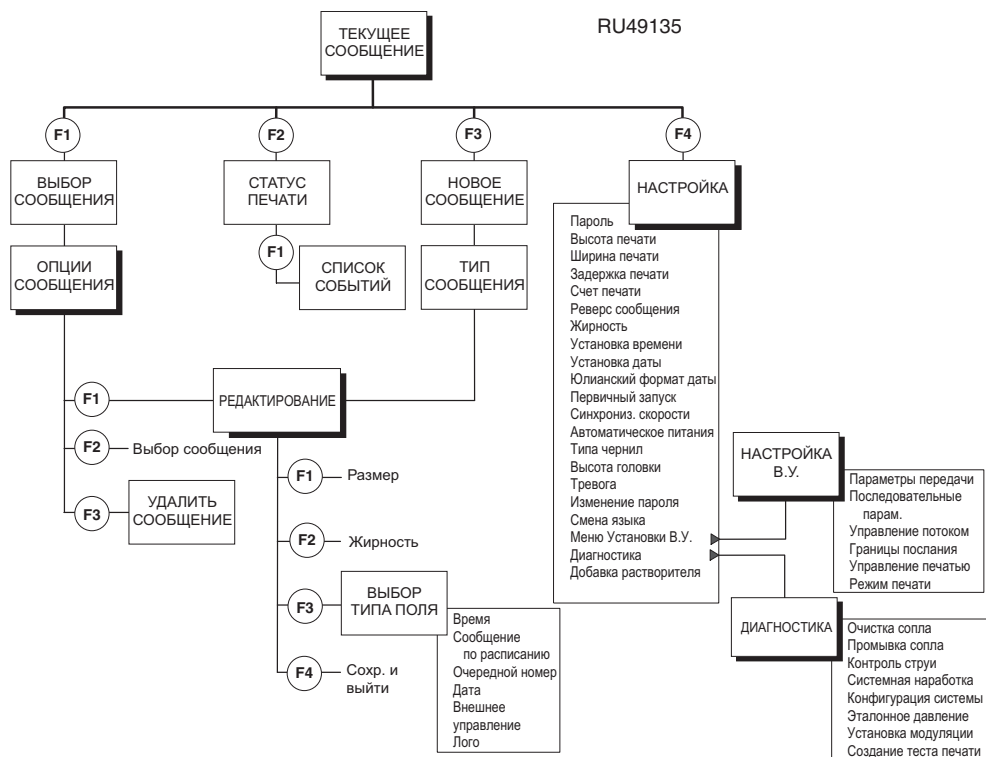 ТЕКУЩЕЕ
СООБЩЕНИЕ
RU49135
F1
F2
F3
F4
ВЫБОР
СООБЩЕНИЯ
СТАТУС
ПЕЧАТИ
НОВОЕ
СООБЩЕНИЕ
НАСТРОЙКА
ОПЦИИ
СООБЩЕНИЯ
F1
СПИСОК
СОБЫТИЙ
ТИП
СООБЩЕНИЯ
Пароль
Высота печати
Ширина печати
Задержка печати
Счет печати
Реверс сообщения
Жирность
Установка времени
Установка даты
Юлианский формат даты
Первичный запуск
Синхрониз. скорости
Автоматическое питания
Типа чернил
Высота головки
Тревога
Изменение пароля
Смена языка
Меню Установки В.У.
Диагностика
Добавка растворителя
F1
РЕДАКТИРОВАНИЕ
F2
Выбор сообщения
F3
УДАЛИТЬ
СООБЩЕНИЕ
F1
Размер
F2
Жирность
F3
ВЫБОР
ТИПА ПОЛЯ
Время
Сообщение
по расписанию
Очередной номер
Дата
Внешнее
управление
Лого
F4
Сохр. и
выйти
НАСТРОЙКА
В.У.
Параметры передачи
Последовательные
парам.
Управление потоком
Границы послания
Управление печатью
Режим печати
ДИАГНОСТИКА
Очистка сопла
Промывка сопла
Контроль струи
Системная наработка
Конфигурация системы
Эталонное давление
Установка модуляции
Создание теста печати